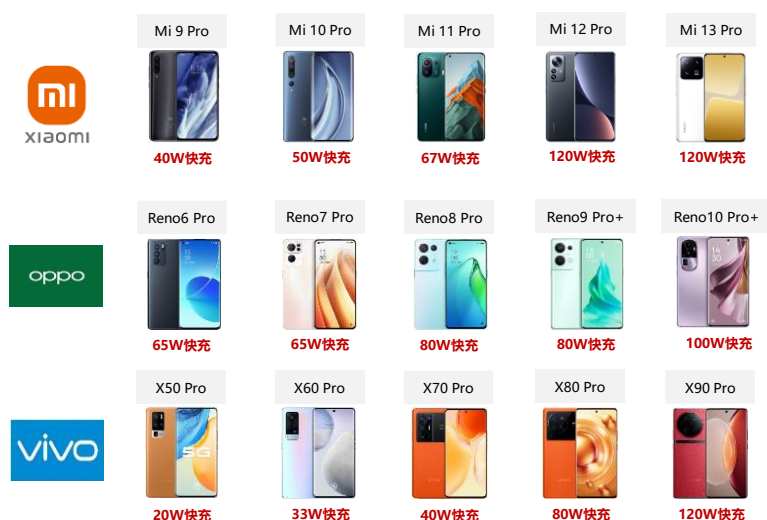 Mi 9 Pro
Mi 10 Pro
Mi 11 Pro
Mi 12 Pro
Mi 13 Pro
xiaomi
40W快充
50W快充
67W快充
120W快充
120W快充
Reno6 Pro
Reno7 Pro
Reno8 Pro
Reno9 Pro+
Reno10 Pro+
oppo
65W快充
65W快充
80W快充
80W快充
100W快充
X50 Pro
X60 Pro
X70 Pro
X80 Pro
X90 Pro
vivo
5G
20W快充
33W快充
40W快充
80W快充
120W快充